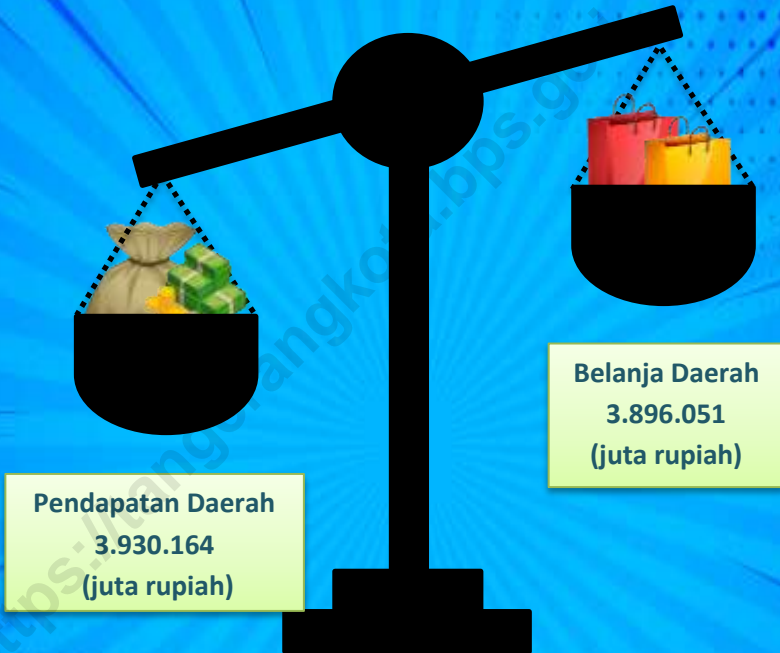 Belanja Daerah
3.896.051
(juta rupiah)
Pendapatan Daerah
3.930.164
(juta rupiah)